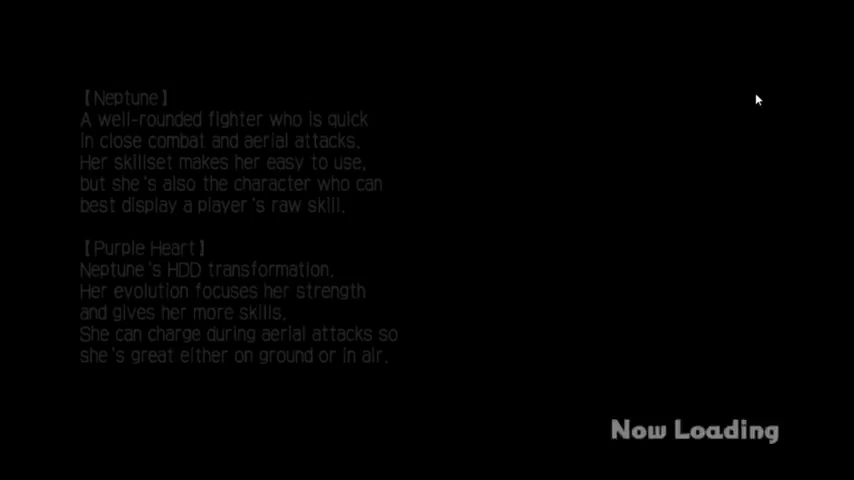 【Neptune】
A well-rounded fighter who is quick
in close combat and aerial attacks.
Her skillset makes her easy to use,
but she's also the character who can
best display a player's raw skill.
【Purple Heart】
Neptune's HDD transformation.
Her evolution focuses her strength
and gives her more skills.
She can charge during aerial attacks so
she's great either on ground or in air.
Now Loading